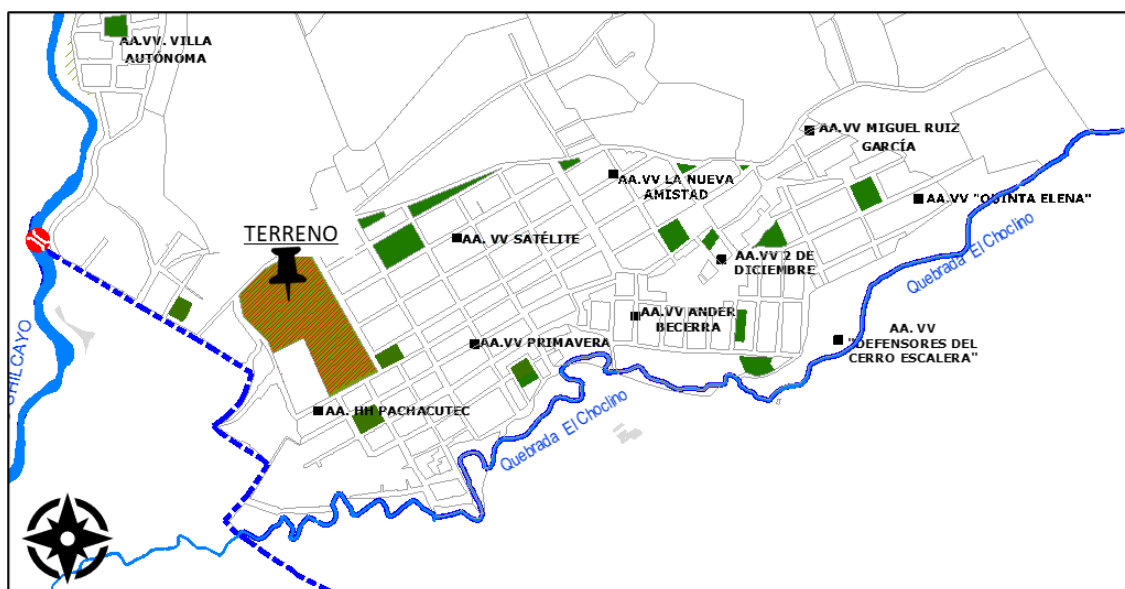 AA.VV. VILLA
AUTÓNOMA
AA.VV MIGUEL RUIZ
GARCÍA
AA.VV LA NUEVA
AMISTAD
AA.VV "QUINTA ELENA"
TERRENO
AA. VV SATÉLITE
AA.VV 2 DE
DICIEMBRE
Quebrada El Choclino
AA.VV ANDER
BECERRA
AA. VV
"DEFENSORES DEL
CERRO ESCALERA"
AA.VV PRIMAVERA
SHILCAYO
AA. HH PACHACUTEC
Quebrada El Choclino